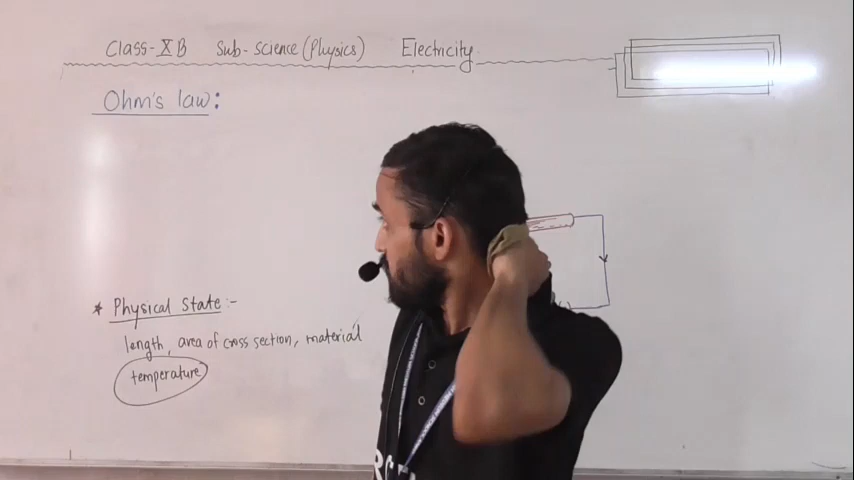 Class-X B Sub-science (Physics) Electricity
Ohm's law:
* Physical State :-
length, area of cross section, material
temperature